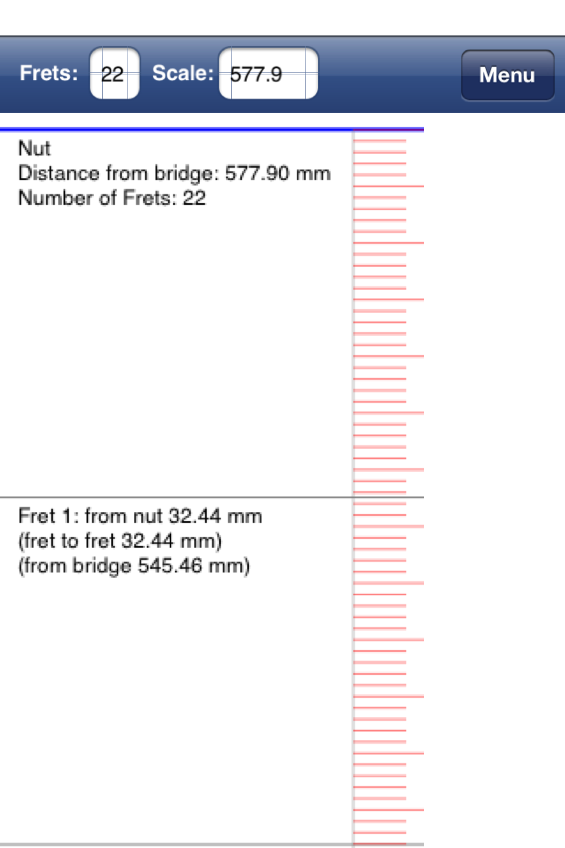 Frets: 22 Scale: 577.9 Menu
Nut
Distance from bridge: 577.90 mm
Number of Frets: 22
Fret 1: from nut 32.44 mm
(fret to fret 32.44 mm)
(from bridge 545.46 mm)